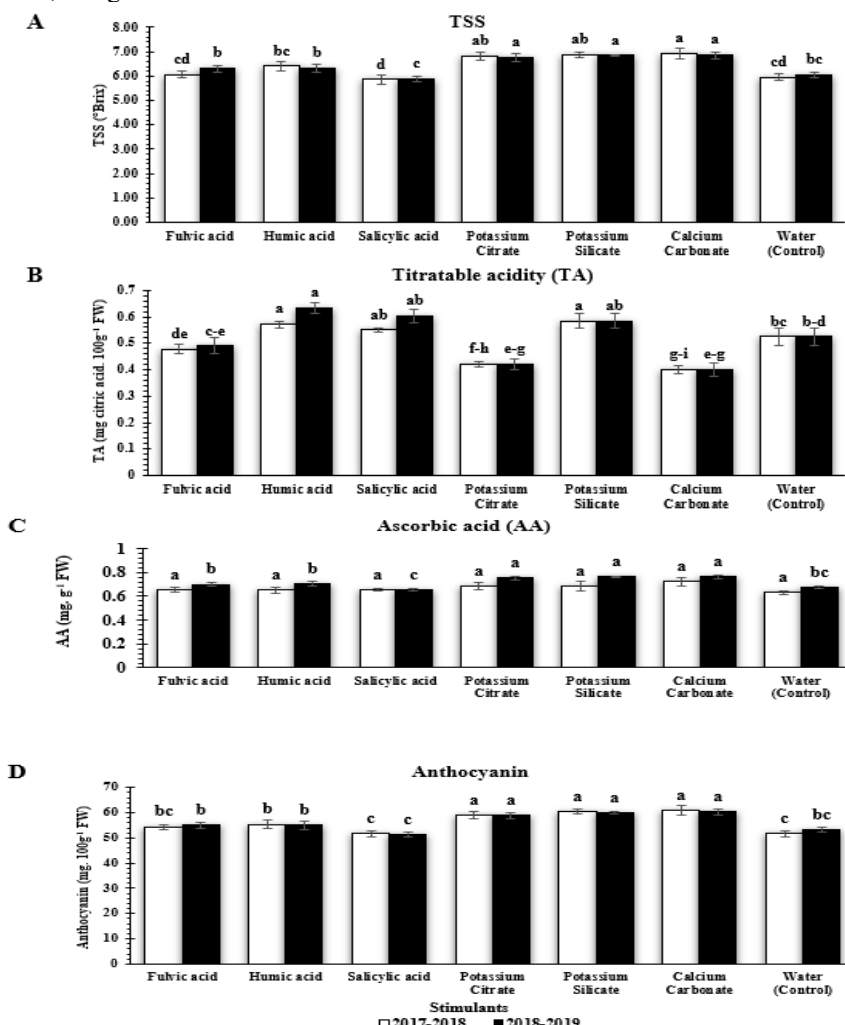 A
TSS
8.00
7.00
6.00
5.00
4.00
3.00
2.00
1.00
0.00
TSS (°Brix)
cd b bc b d c ab a ab a a a cd bc
Fulvic acid Humic acid Salicylic acid Potassium Citrate Potassium Silicate Calcium Carbonate Water (Control)
B
Titratable acidity (TA)
0.7
0.6
0.5
0.4
0.3
0.2
0.1
0
TA (mg citric acid. 100g-1 FW)
de c-e a a ab ab f-h e-g a ab g-i e-g bc b-d
Fulvic acid Humic acid Salicylic acid Potassium Citrate Potassium Silicate Calcium Carbonate Water (Control)
C
Ascorbic acid (AA)
1
0.8
0.6
0.4
0.2
0
AA (mg. g-1 FW)
a b a b a c a a a a a a a bc
Fulvic acid Humic acid Salicylic acid Potassium Citrate Potassium Silicate Calcium Carbonate Water (Control)
D
Anthocyanin
70
60
50
40
30
20
10
0
Anthocyanin (mg. 100g-1 FW)
bc b b b c c a a a a a a c bc
Fulvic acid Humic acid Salicylic acid Potassium Citrate Potassium Silicate Calcium Carbonate Water (Control)
Stimulants
2017-2018 2018-2019